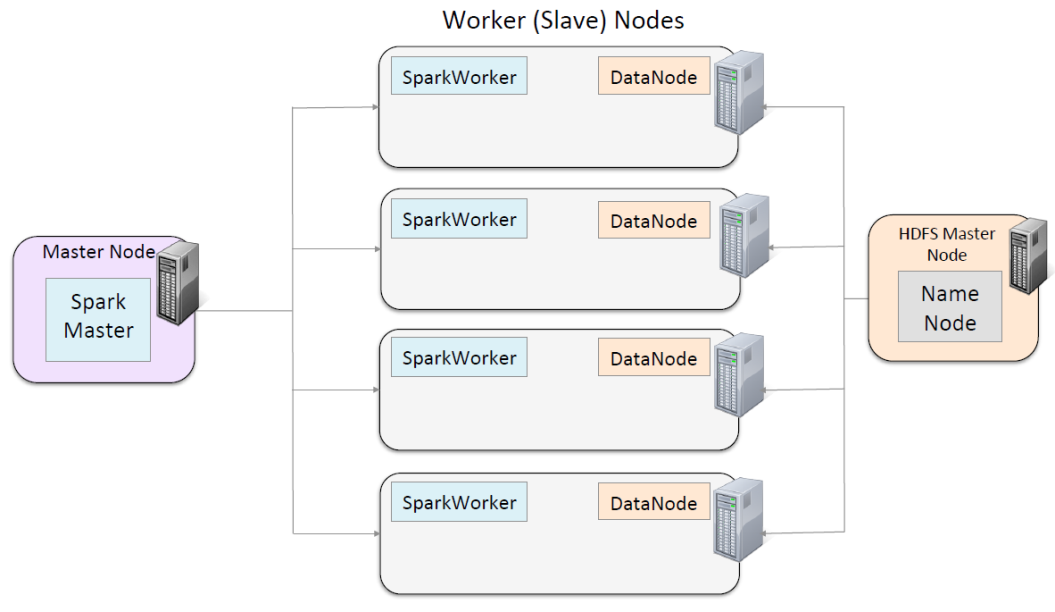 Worker (Slave) Nodes
SparkWorker
DataNode
SparkWorker
DataNode
Master Node
Spark
Master
HDFS Master
Node
Name
Node
SparkWorker
DataNode
SparkWorker
DataNode